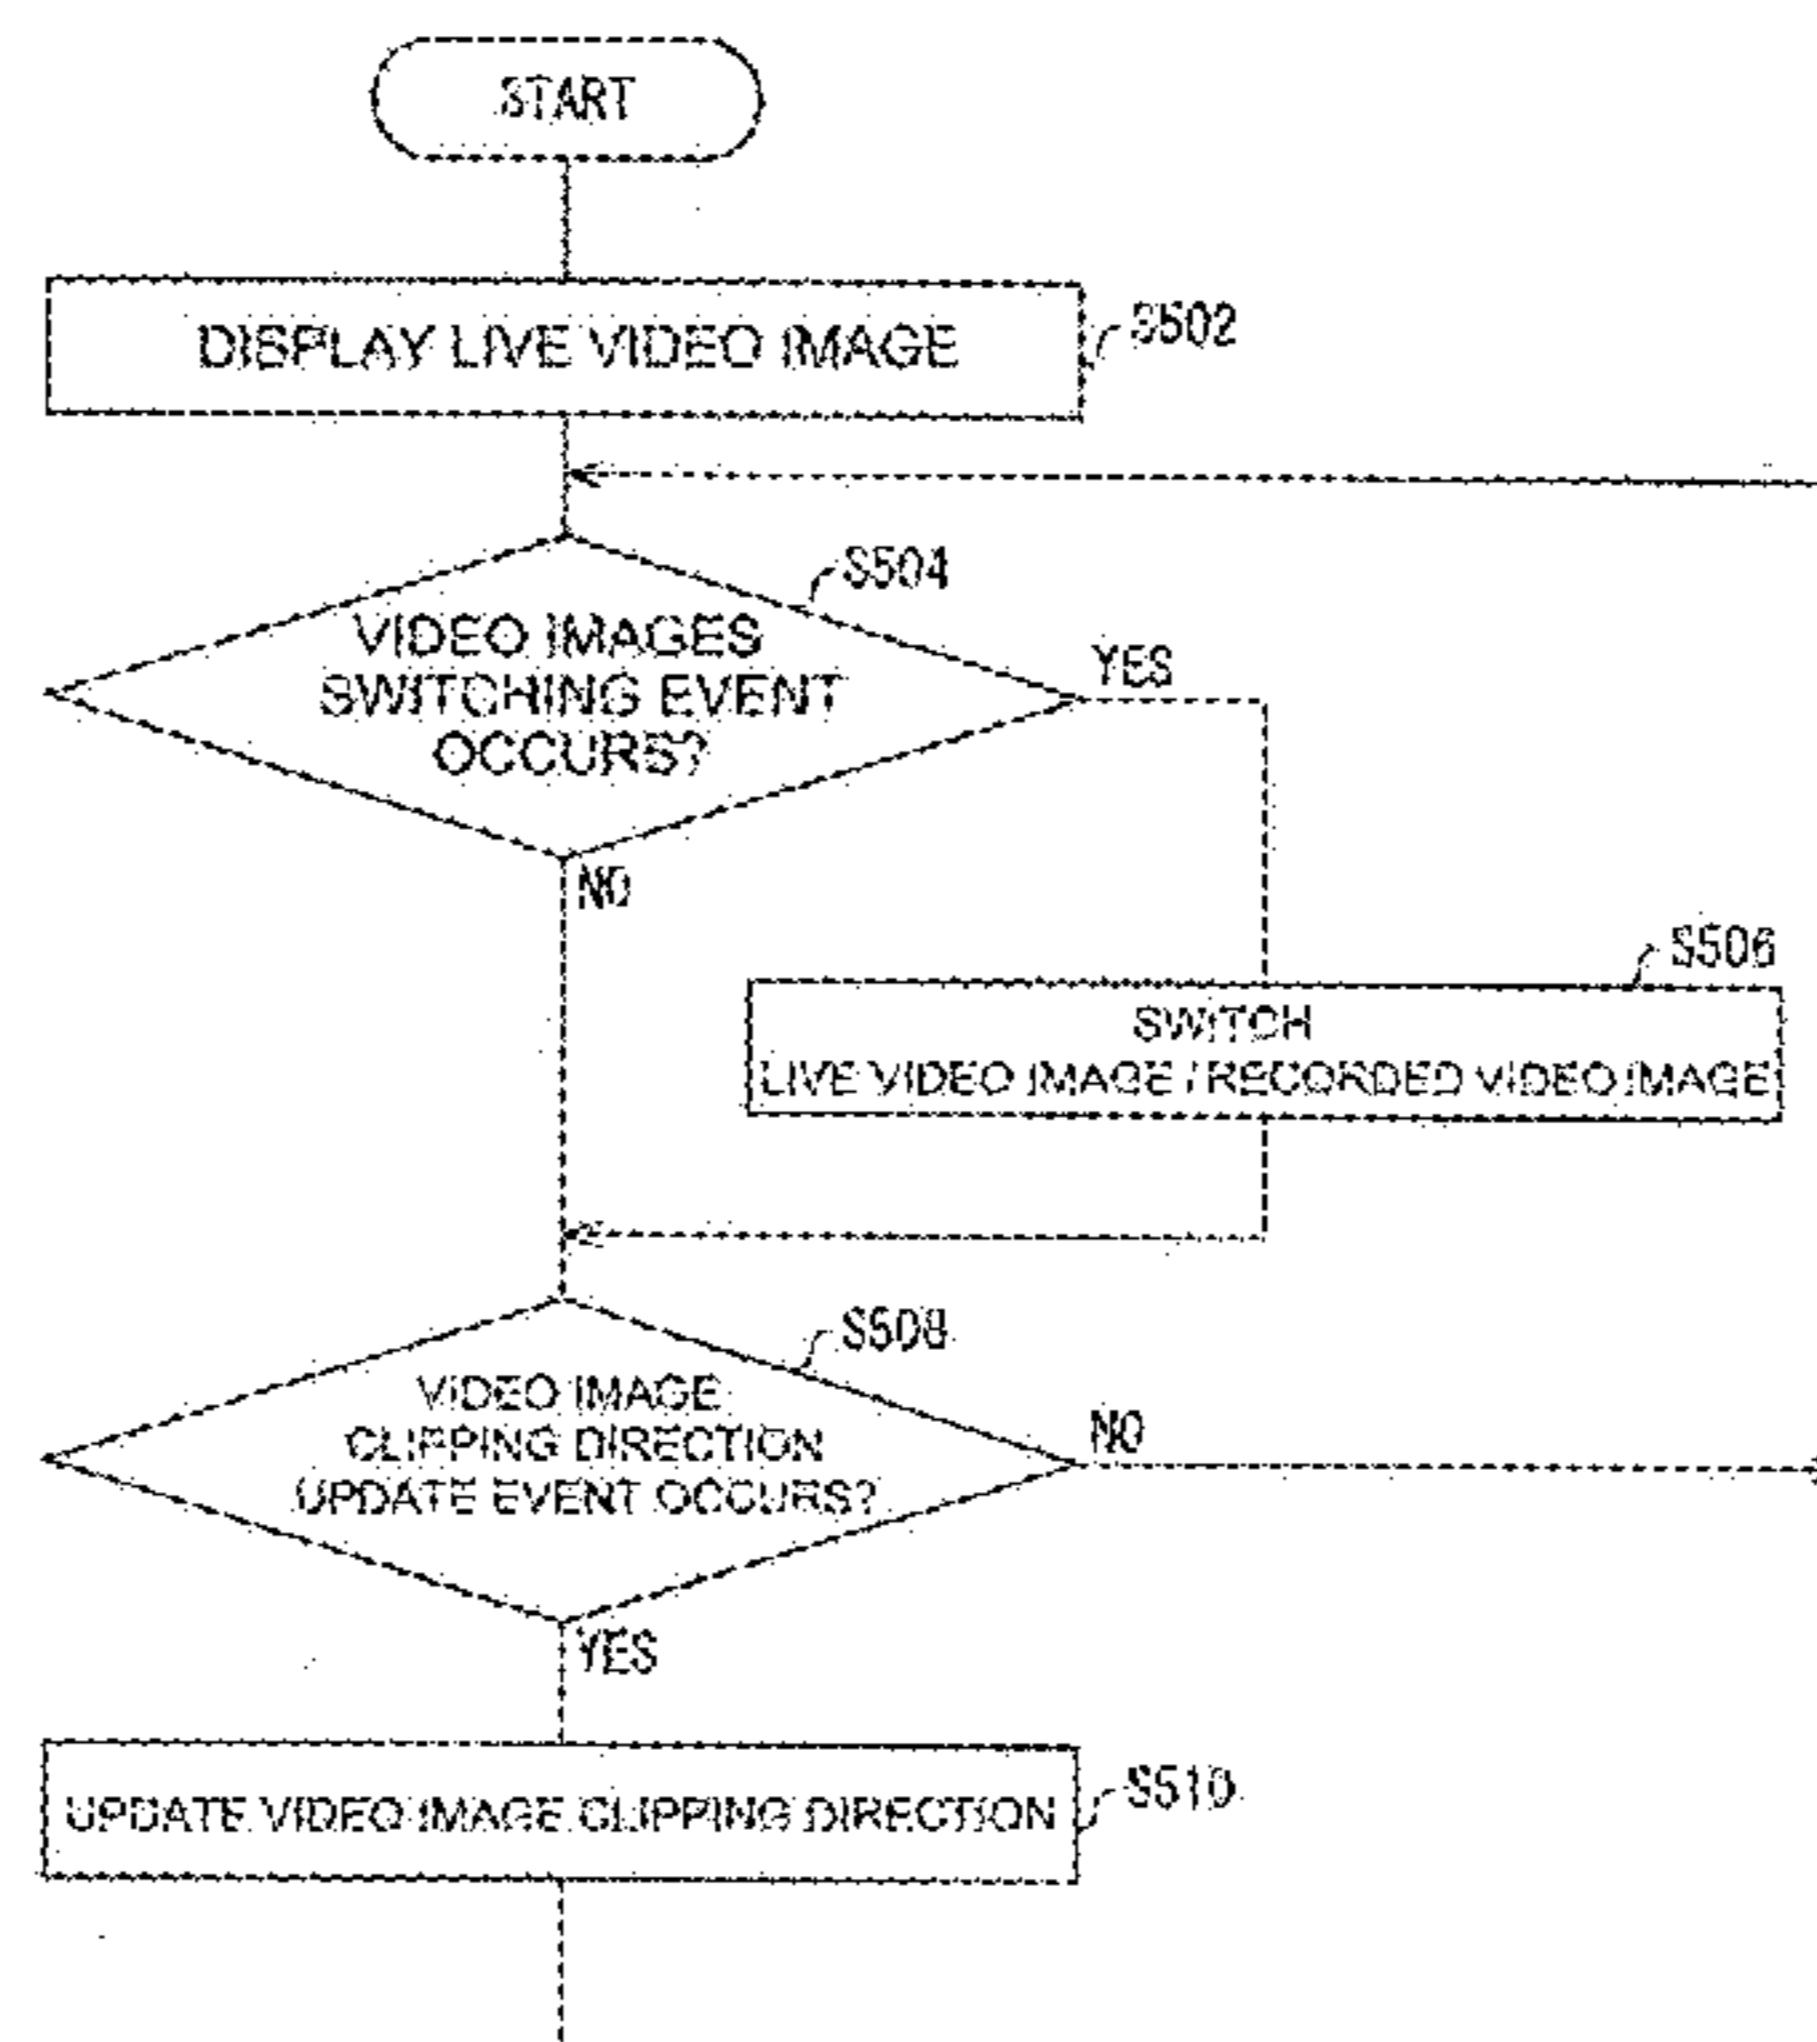 START
DISPLAY LIVE VIDEO IMAGE
S502
S504
VIDEO IMAGES
SWITCHING EVENT
OCCURS?
YES
NO
S506
SWITCH
LIVE VIDEO IMAGE / RECORDED VIDEO IMAGE
S508
VIDEO IMAGE
CLIPPING DIRECTION
UPDATE EVENT OCCURS?
NO
YES
UPDATE VIDEO IMAGE CLIPPING DIRECTION
S510